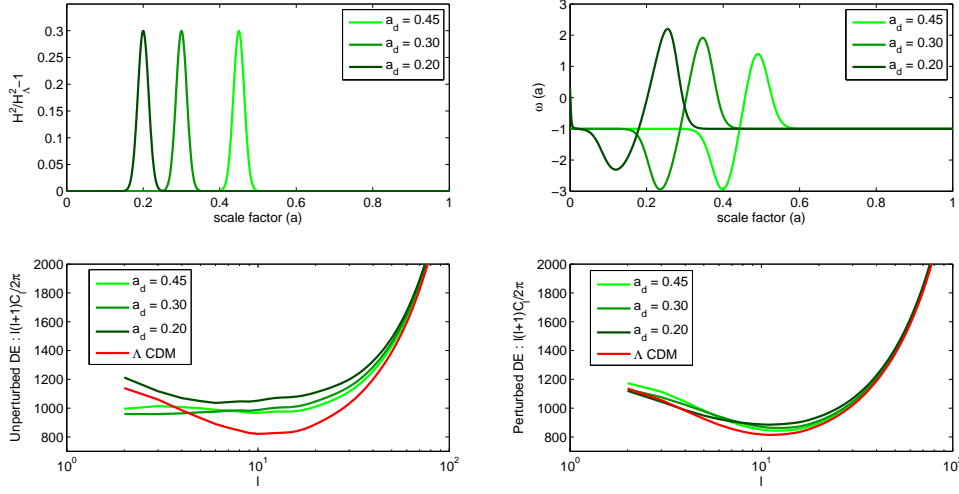 H²/H_Λ²−1
0.3
0.25
0.2
0.15
0.1
0.05
0
0 0.2 0.4 0.6 0.8 1
scale factor (a)
a_d = 0.45
a_d = 0.30
a_d = 0.20
ω (a)
3
2
1
0
−1
−2
−3
0 0.2 0.4 0.6 0.8 1
scale factor (a)
a_d = 0.45
a_d = 0.30
a_d = 0.20
Unperturbed DE : l(l+1)C_l/2π
2000
1800
1600
1400
1200
1000
800
10⁰ 10¹ 10²
l
a_d = 0.45
a_d = 0.30
a_d = 0.20
Λ CDM
Perturbed DE : l(l+1)C_l/2π
2000
1800
1600
1400
1200
1000
800
10⁰ 10¹ 10²
l
a_d = 0.45
a_d = 0.30
a_d = 0.20
Λ CDM